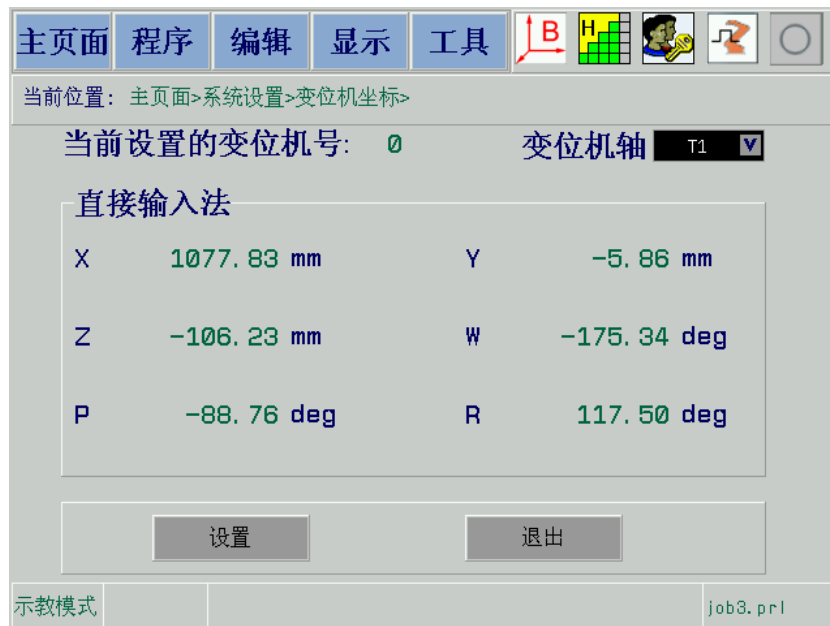 主页面 程序 编辑 显示 工具 B H
当前位置: 主页面>系统设置>变位机坐标>
当前设置的变位机号: 0 变位机轴 T1
直接输入法
X 1077.83 mm Y -5.86 mm
Z -106.23 mm W -175.34 deg
P -88.76 deg R 117.50 deg
设置 退出
示教模式 job3.prl